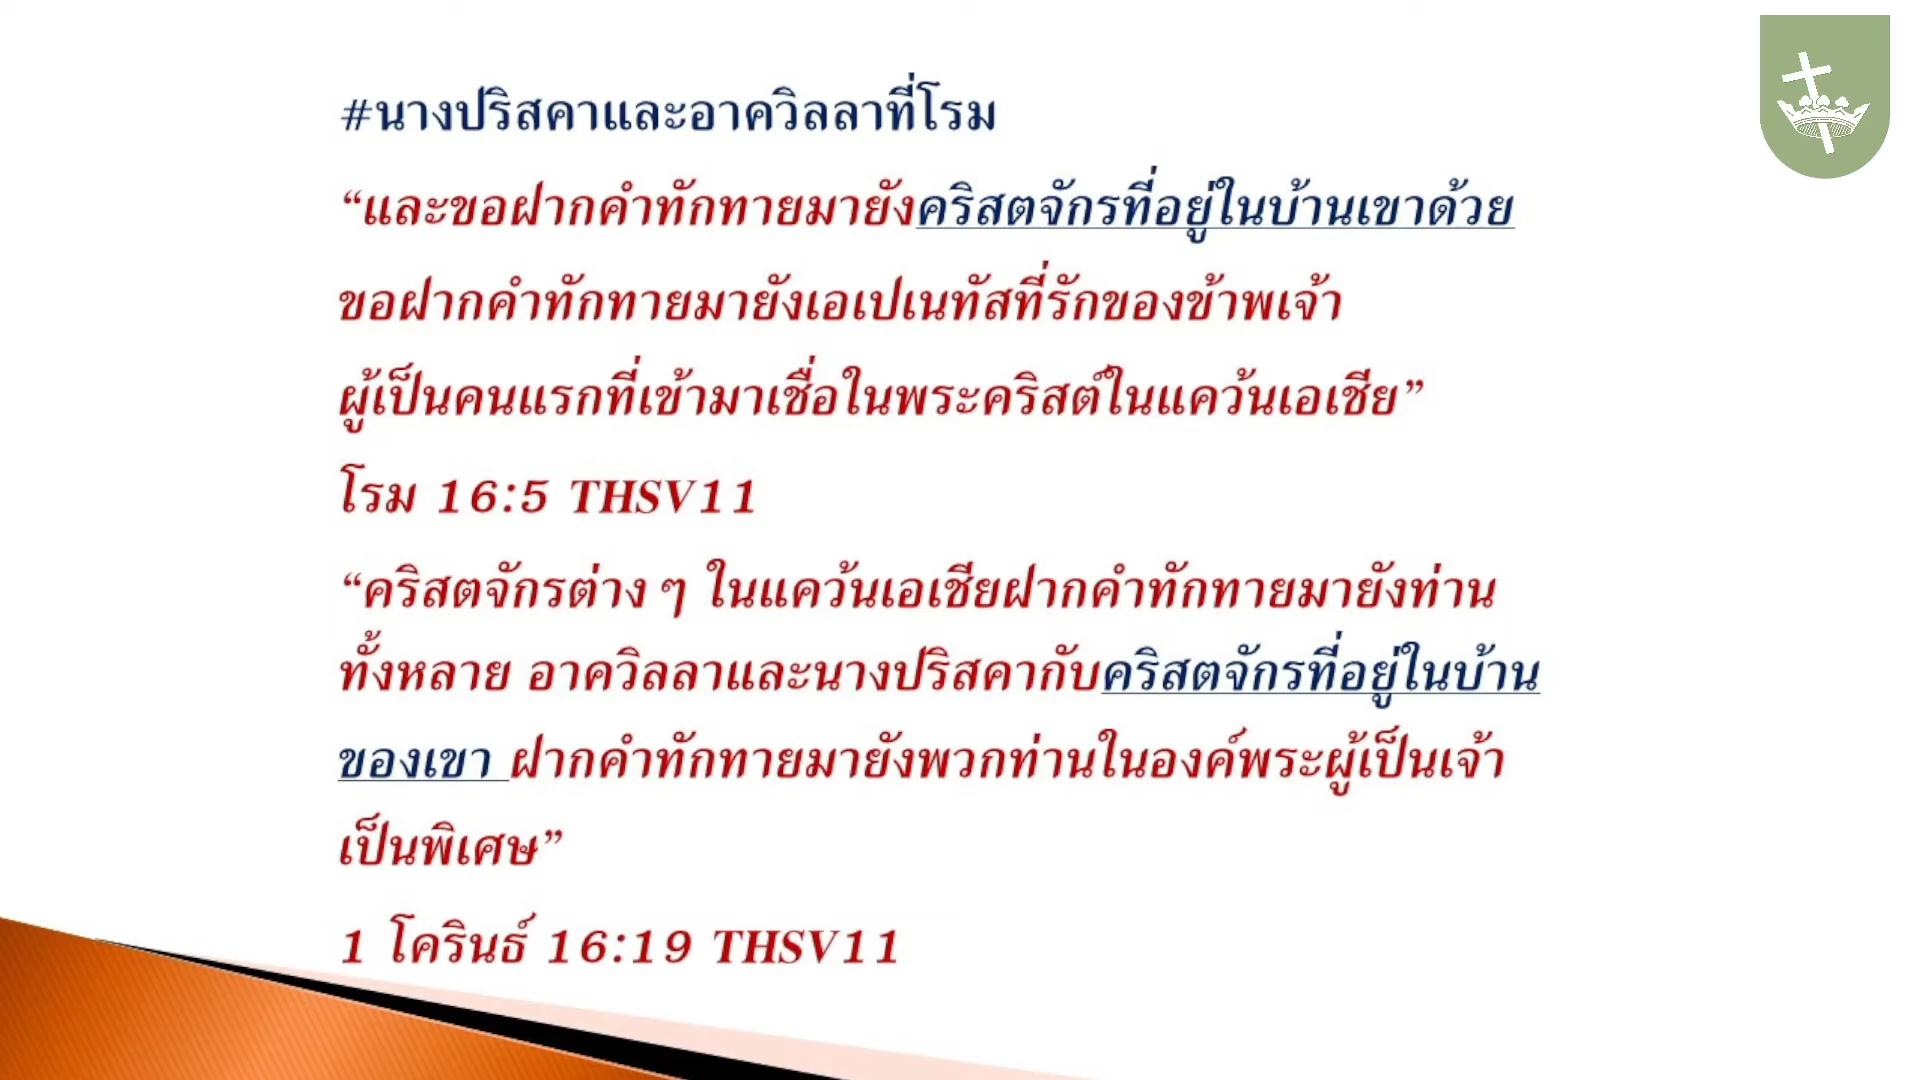 #นางปริสคาและอาควิลลาที่โรม
“และขอฝากคำทักทายมายังคริสตจักรที่อยู่ในบ้านเขาด้วย
ขอฝากคำทักทายมายังเอเปเนทัสที่รักของข้าพเจ้า
ผู้เป็นคนแรกที่เข้ามาเชื่อในพระคริสต์ในแคว้นเอเชีย”
โรม 16:5 THSV11
“คริสตจักรต่าง ๆ ในแคว้นเอเชียฝากคำทักทายมายังท่าน
ทั้งหลาย อาควิลลาและนางปริสคากับคริสตจักรที่อยู่ในบ้าน
ของเขา ฝากคำทักทายมายังพวกท่านในองค์พระผู้เป็นเจ้า
เป็นพิเศษ”
1 โครินธ์ 16:19 THSV11